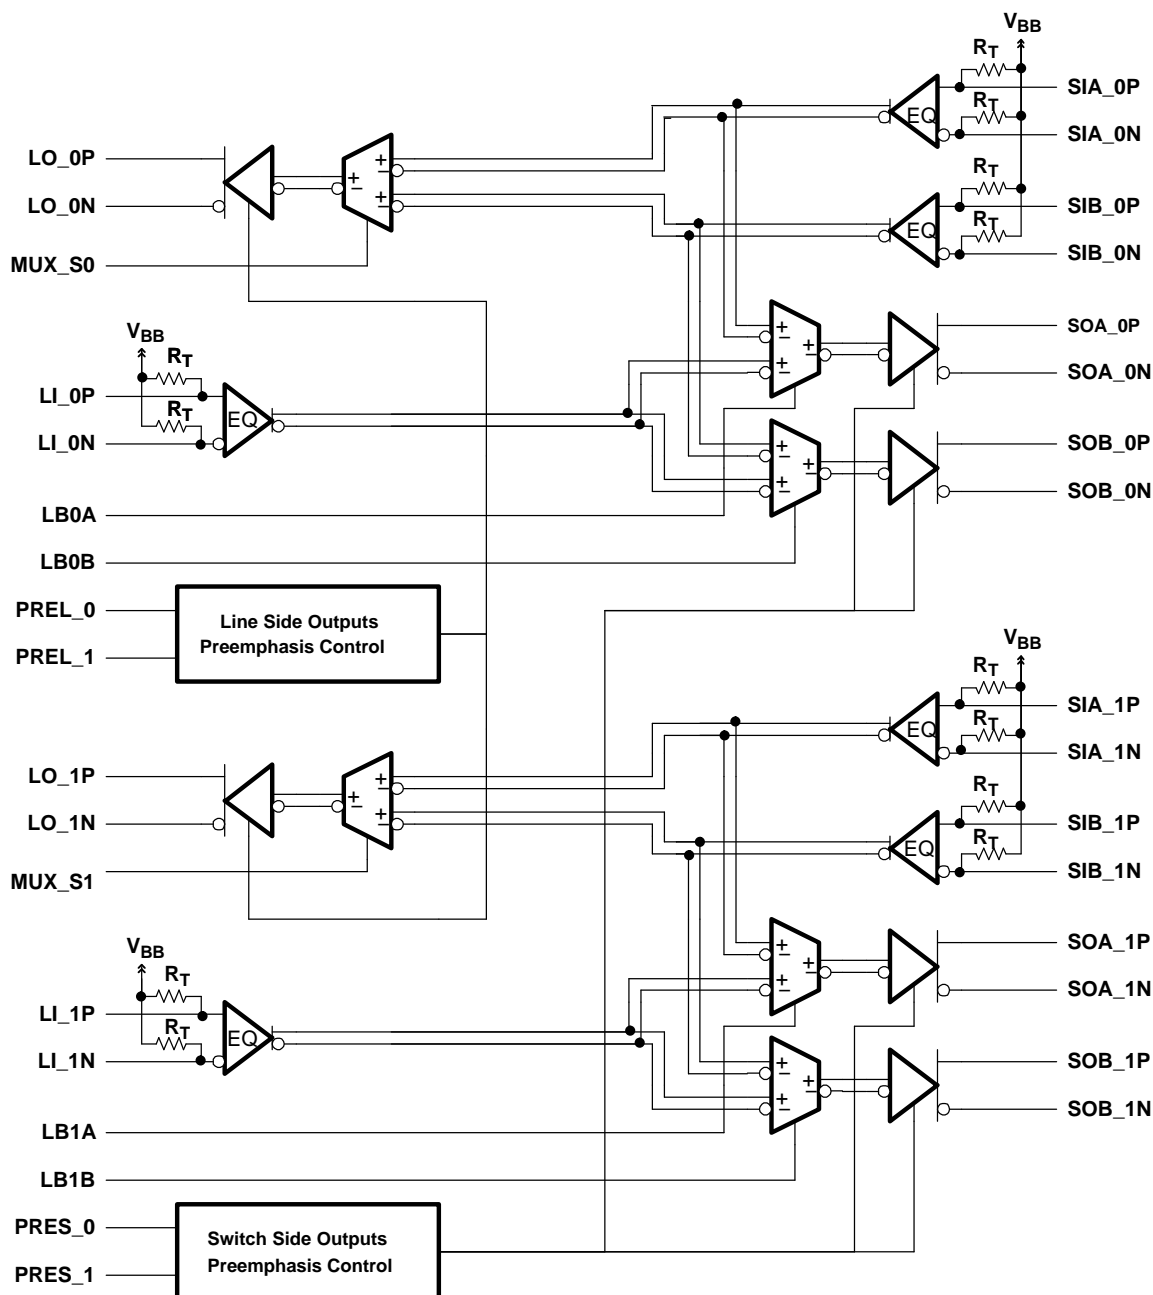 VBB
RT
SIA_0P
RT
EQ
SIA_0N
LO_0P
+ − + −
RT
SIB_0P
LO_0N
+ −
RT
EQ
SIB_0N
MUX_S0
VBB
RT
+ −
SOA_0P
+ −
LI_0P
+ −
SOA_0N
RT
EQ
LI_0N
+ −
SOB_0P
+ −
+ −
SOB_0N
LB0A
LB0B
PREL_0
Line Side Outputs
Preemphasis Control
PREL_1
VBB
RT
SIA_1P
RT
EQ
SIA_1N
LO_1P
+ − + −
RT
SIB_1P
LO_1N
+ −
RT
EQ
SIB_1N
MUX_S1
VBB
RT
+ −
SOA_1P
+ −
LI_1P
+ −
SOA_1N
RT
EQ
LI_1N
+ −
SOB_1P
+ −
+ −
SOB_1N
LB1A
LB1B
PRES_0
Switch Side Outputs
Preemphasis Control
PRES_1